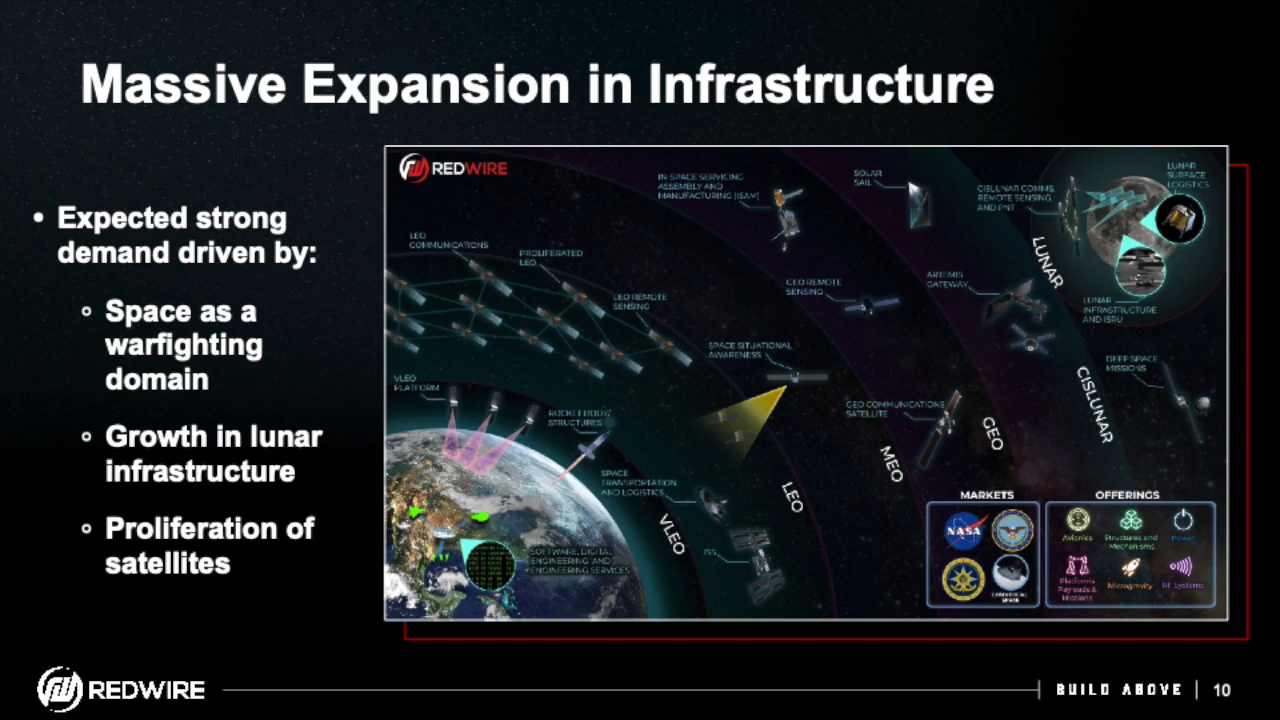 Massive Expansion in Infrastructure
• Expected strong
demand driven by:
Space as a
warfighting
domain
Growth in lunar
infrastructure
Proliferation of
satellites
REDWIRE
IN-SPACE SERVICING
ASSEMBLY AND
MANUFACTURING (ISAM)
SOLAR
SAIL
CISLUNAR COMMS,
REMOTE SENSING,
AND PNT
LUNAR
SURFACE
LOGISTICS
LEO
COMMUNICATIONS
PROLIFERATED
LEO
LEO REMOTE
SENSING
GEO REMOTE
SENSING
ARTEMIS
GATEWAY
LUNAR
LUNAR
INFRASTRUCTURE
AND ISRU
SPACE SITUATIONAL
AWARENESS
DEEP SPACE
MISSIONS
VLEO
PLATFORM
ROCKET BODY
STRUCTURES
GEO COMMUNICATIONS
SATELLITE
CISLUNAR
GEO
MEO
SPACE
TRANSPORTATION
AND LOGISTICS
LEO
VLEO
ISS
SOFTWARE, DIGITAL
ENGINEERING, AND
ENGINEERING SERVICES
MARKETS
NASA
COMMERCIAL
SPACE
OFFERINGS
Avionics
Structures and
Mechanisms
Power
Platforms
Payloads &
Missions
Microgravity
RF Systems
REDWIRE
BUILD ABOVE
10